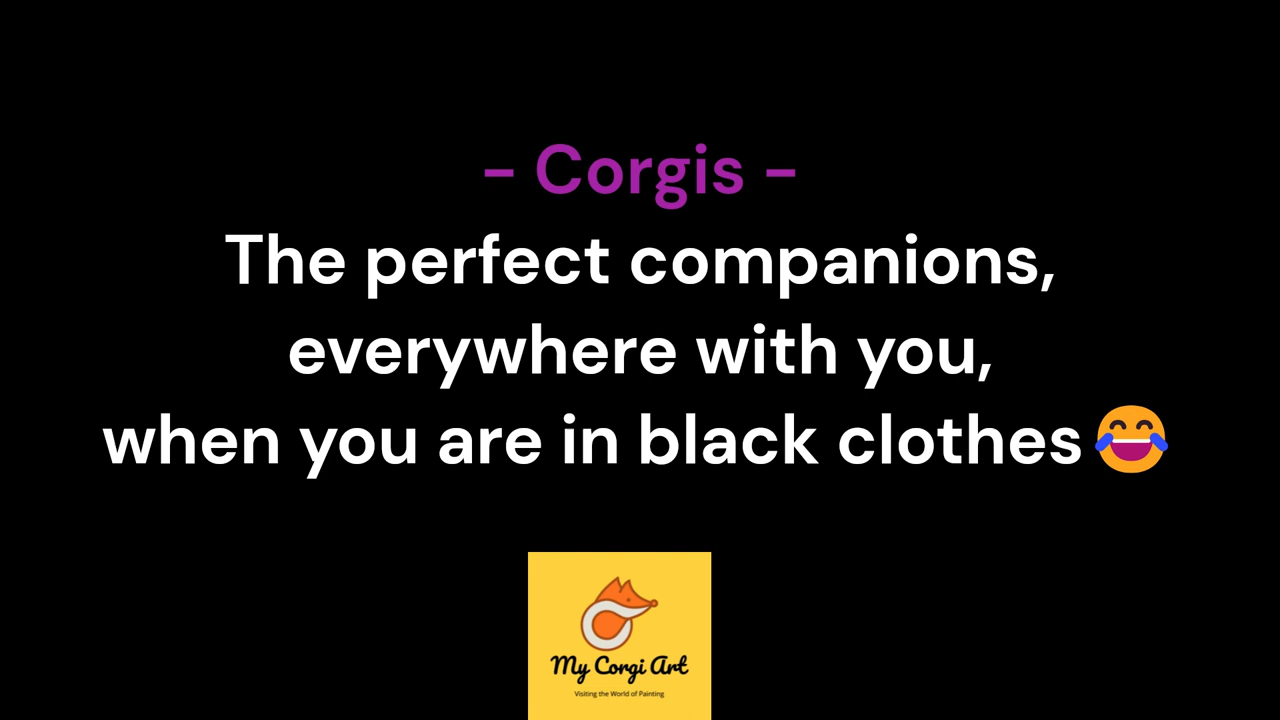 - Corgis -
The perfect companions,
everywhere with you,
when you are in black clothes 😂
My Corgi Art
Visiting the World of Painting